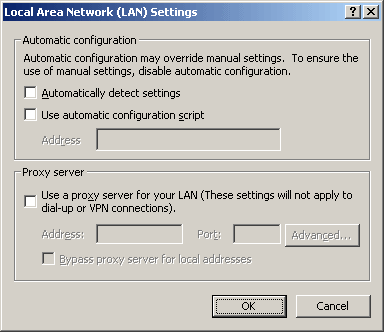 Local Area Network (LAN) Settings
Automatic configuration
Automatic configuration may override manual settings. To ensure the
use of manual settings, disable automatic configuration.
Automatically detect settings
Use automatic configuration script
Address
Proxy server
Use a proxy server for your LAN (These settings will not apply to
dial-up or VPN connections).
Address: Port: Advanced...
Bypass proxy server for local addresses
OK Cancel